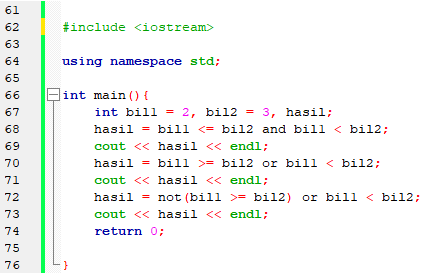 61
62 #include <iostream>
63
64 using namespace std;
65
66 int main(){
67 int bil1 = 2, bil2 = 3, hasil;
68 hasil = bil1 <= bil2 and bil1 < bil2;
69 cout << hasil << endl;
70 hasil = bil1 >= bil2 or bil1 < bil2;
71 cout << hasil << endl;
72 hasil = not(bil1 >= bil2) or bil1 < bil2;
73 cout << hasil << endl;
74 return 0;
75
76 }